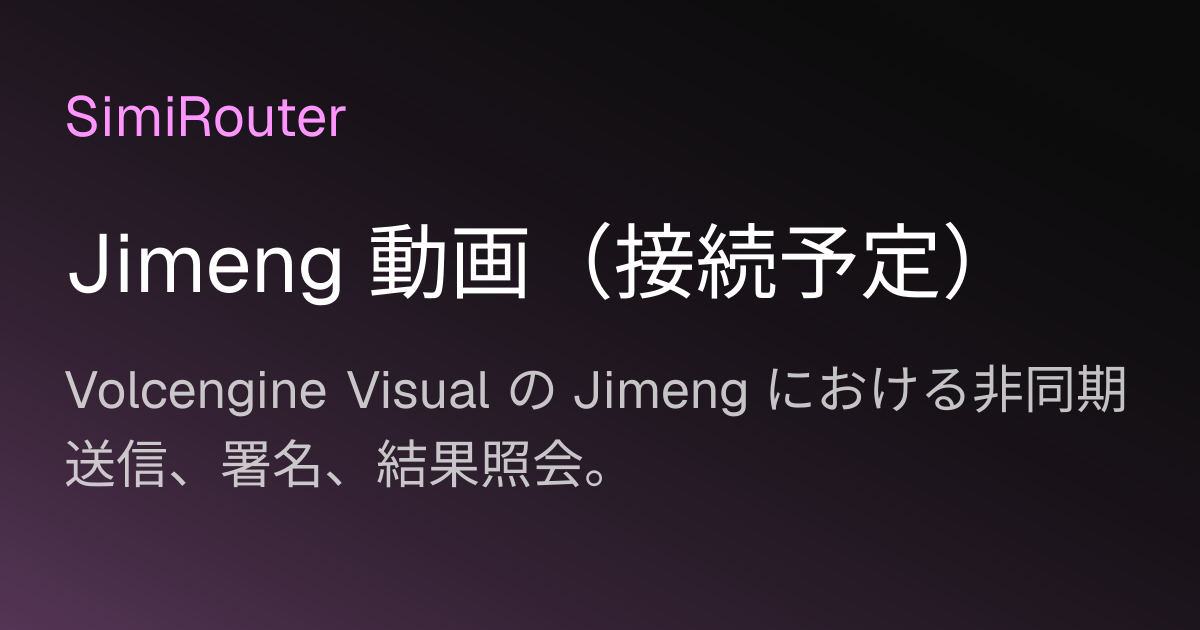 SimiRouter
Jimeng 動画（接続予定）
Volcengine Visual の Jimeng における非同期
送信、署名、結果照会。